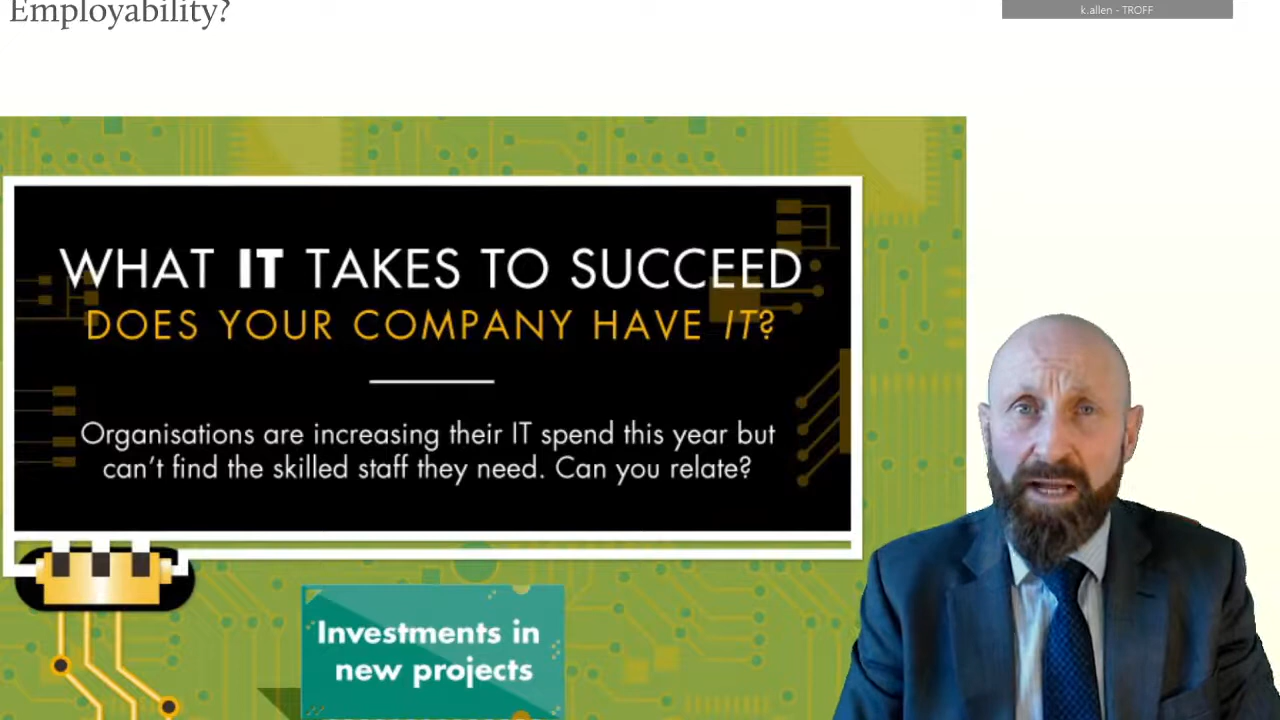 Employability?
k.allen - TROFF
WHAT IT TAKES TO SUCCEED
DOES YOUR COMPANY HAVE IT?
Organisations are increasing their IT spend this year but
can't find the skilled staff they need. Can you relate?
Investments in
new projects